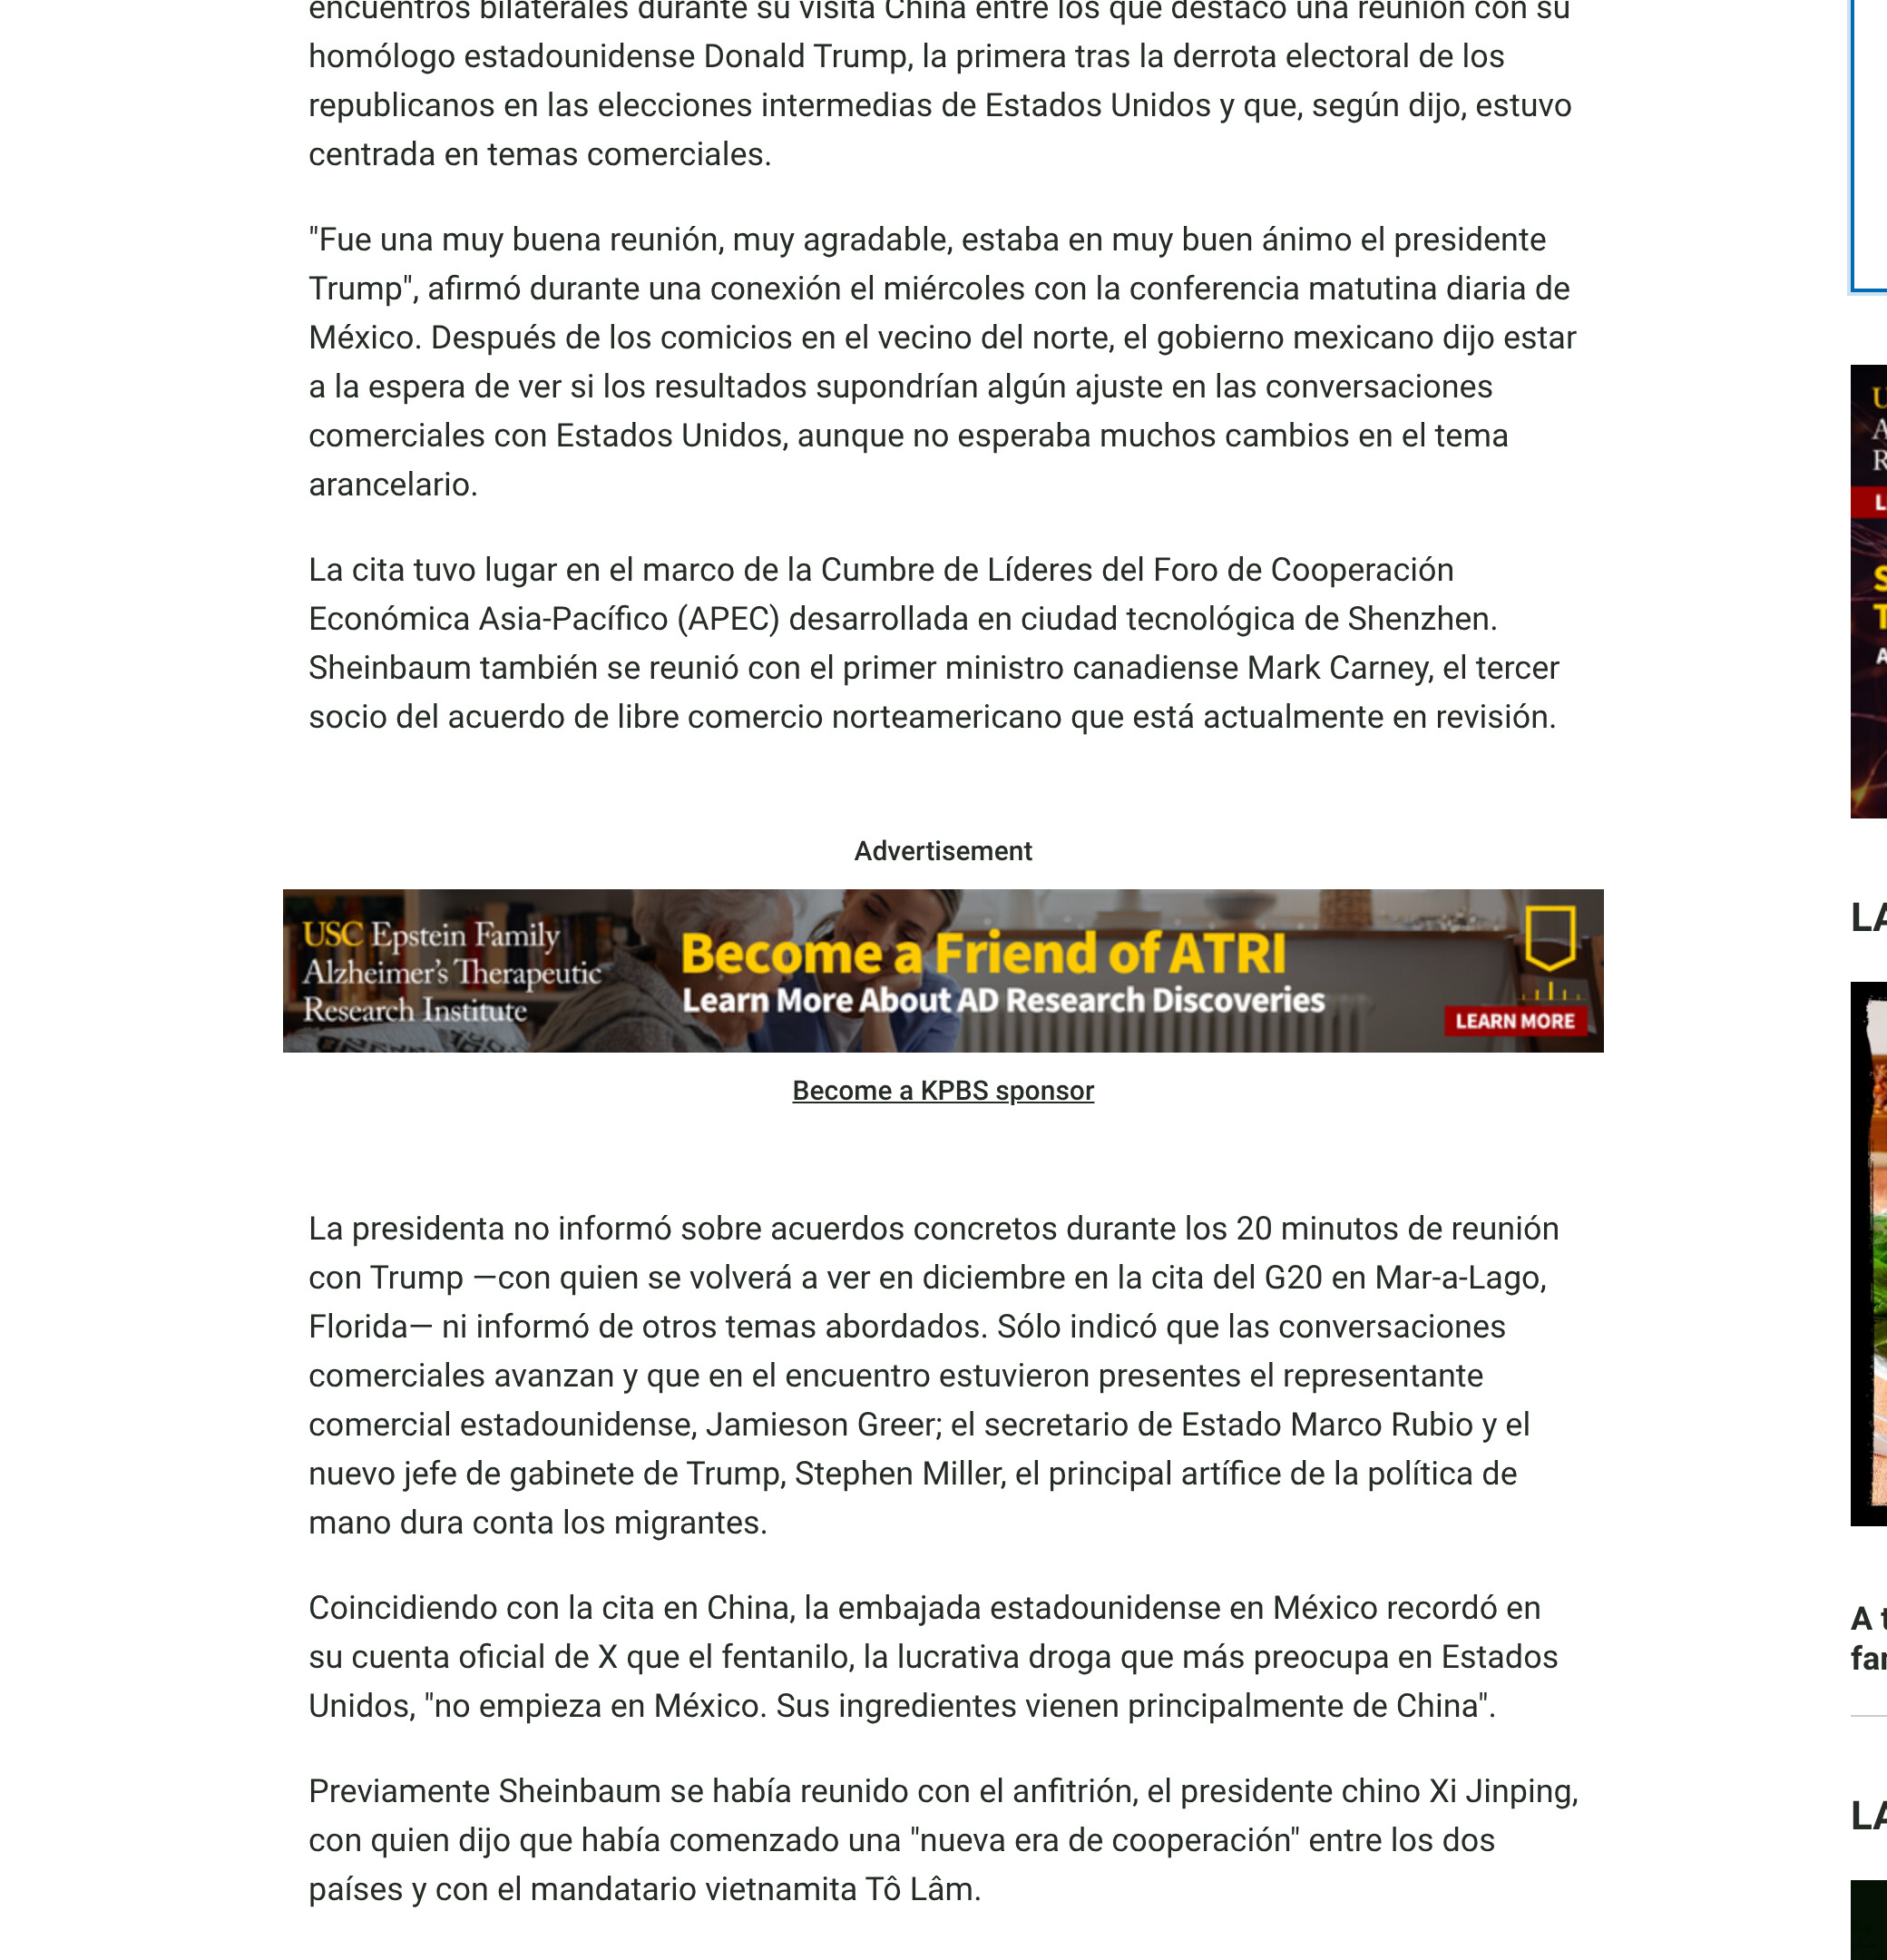 encuentros bilaterales durante su visita China entre los que destacó una reunión con su
homólogo estadounidense Donald Trump, la primera tras la derrota electoral de los
republicanos en las elecciones intermedias de Estados Unidos y que, según dijo, estuvo
centrada en temas comerciales.
"Fue una muy buena reunión, muy agradable, estaba en muy buen ánimo el presidente
Trump", afirmó durante una conexión el miércoles con la conferencia matutina diaria de
México. Después de los comicios en el vecino del norte, el gobierno mexicano dijo estar
a la espera de ver si los resultados supondrían algún ajuste en las conversaciones
comerciales con Estados Unidos, aunque no esperaba muchos cambios en el tema
arancelario.
La cita tuvo lugar en el marco de la Cumbre de Líderes del Foro de Cooperación
Económica Asia-Pacífico (APEC) desarrollada en ciudad tecnológica de Shenzhen.
Sheinbaum también se reunió con el primer ministro canadiense Mark Carney, el tercer
socio del acuerdo de libre comercio norteamericano que está actualmente en revisión.
Advertisement
USC Epstein Family
Alzheimer's Therapeutic
Research Institute
Become a Friend of ATRI
Learn More About AD Research Discoveries
LEARN MORE
Become a KPBS sponsor
La presidenta no informó sobre acuerdos concretos durante los 20 minutos de reunión
con Trump —con quien se volverá a ver en diciembre en la cita del G20 en Mar-a-Lago,
Florida— ni informó de otros temas abordados. Sólo indicó que las conversaciones
comerciales avanzan y que en el encuentro estuvieron presentes el representante
comercial estadounidense, Jamieson Greer; el secretario de Estado Marco Rubio y el
nuevo jefe de gabinete de Trump, Stephen Miller, el principal artífice de la política de
mano dura conta los migrantes.
Coincidiendo con la cita en China, la embajada estadounidense en México recordó en
su cuenta oficial de X que el fentanilo, la lucrativa droga que más preocupa en Estados
Unidos, "no empieza en México. Sus ingredientes vienen principalmente de China".
Previamente Sheinbaum se había reunido con el anfitrión, el presidente chino Xi Jinping,
con quien dijo que había comenzado una "nueva era de cooperación" entre los dos
países y con el mandatario vietnamita Tô Lâm.